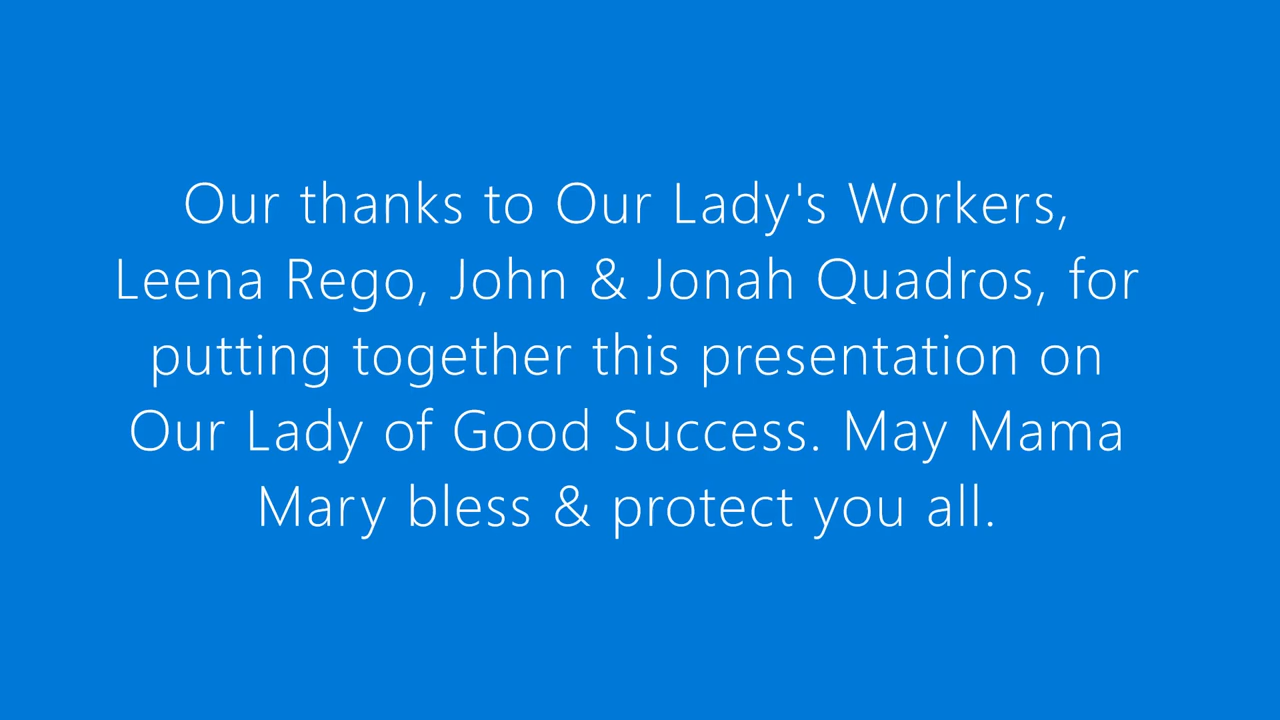 Our thanks to Our Lady's Workers,
Leena Rego, John & Jonah Quadros, for
putting together this presentation on
Our Lady of Good Success. May Mama
Mary bless & protect you all.